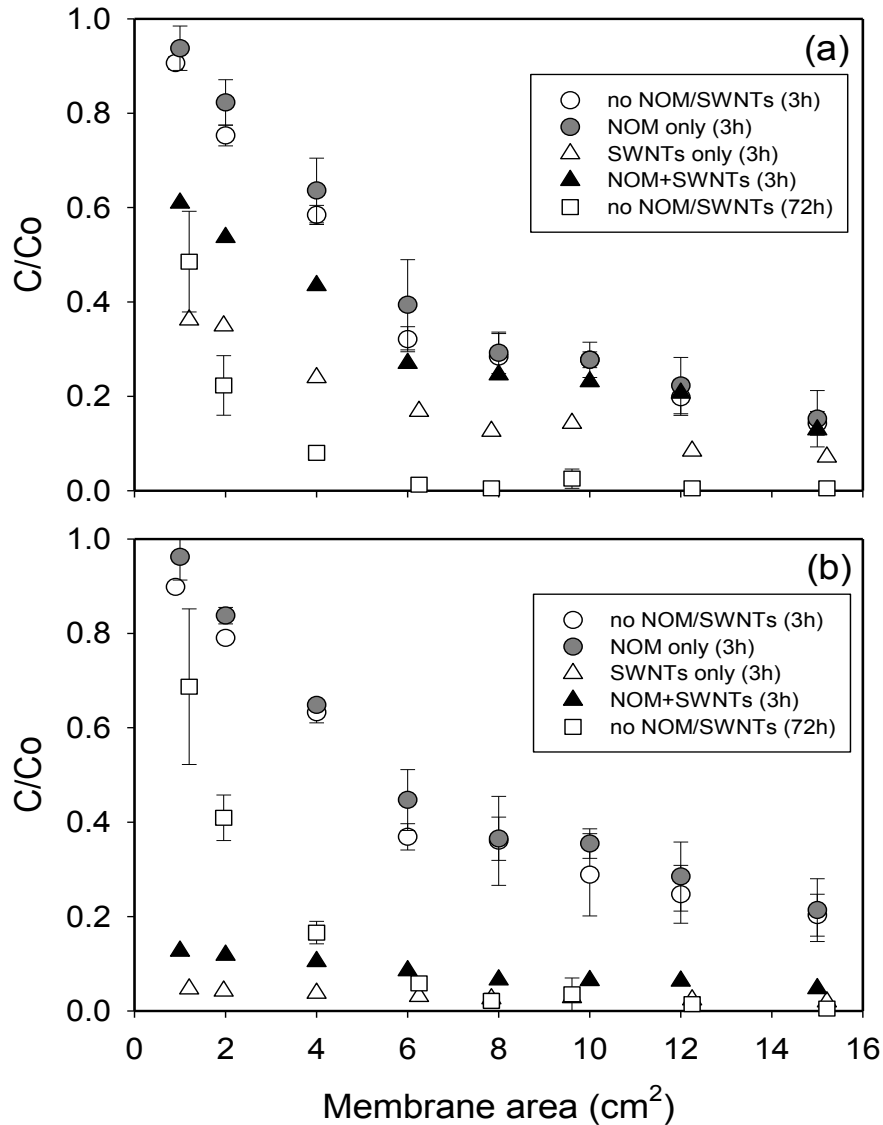 (a)
1.0
0.8
0.6
0.4
0.2
0.0
C/Co
no NOM/SWNTs (3h)
NOM only (3h)
SWNTs only (3h)
NOM+SWNTs (3h)
no NOM/SWNTs (72h)
(b)
1.0
0.8
0.6
0.4
0.2
0.0
C/Co
no NOM/SWNTs (3h)
NOM only (3h)
SWNTs only (3h)
NOM+SWNTs (3h)
no NOM/SWNTs (72h)
0 2 4 6 8 10 12 14 16
Membrane area (cm²)